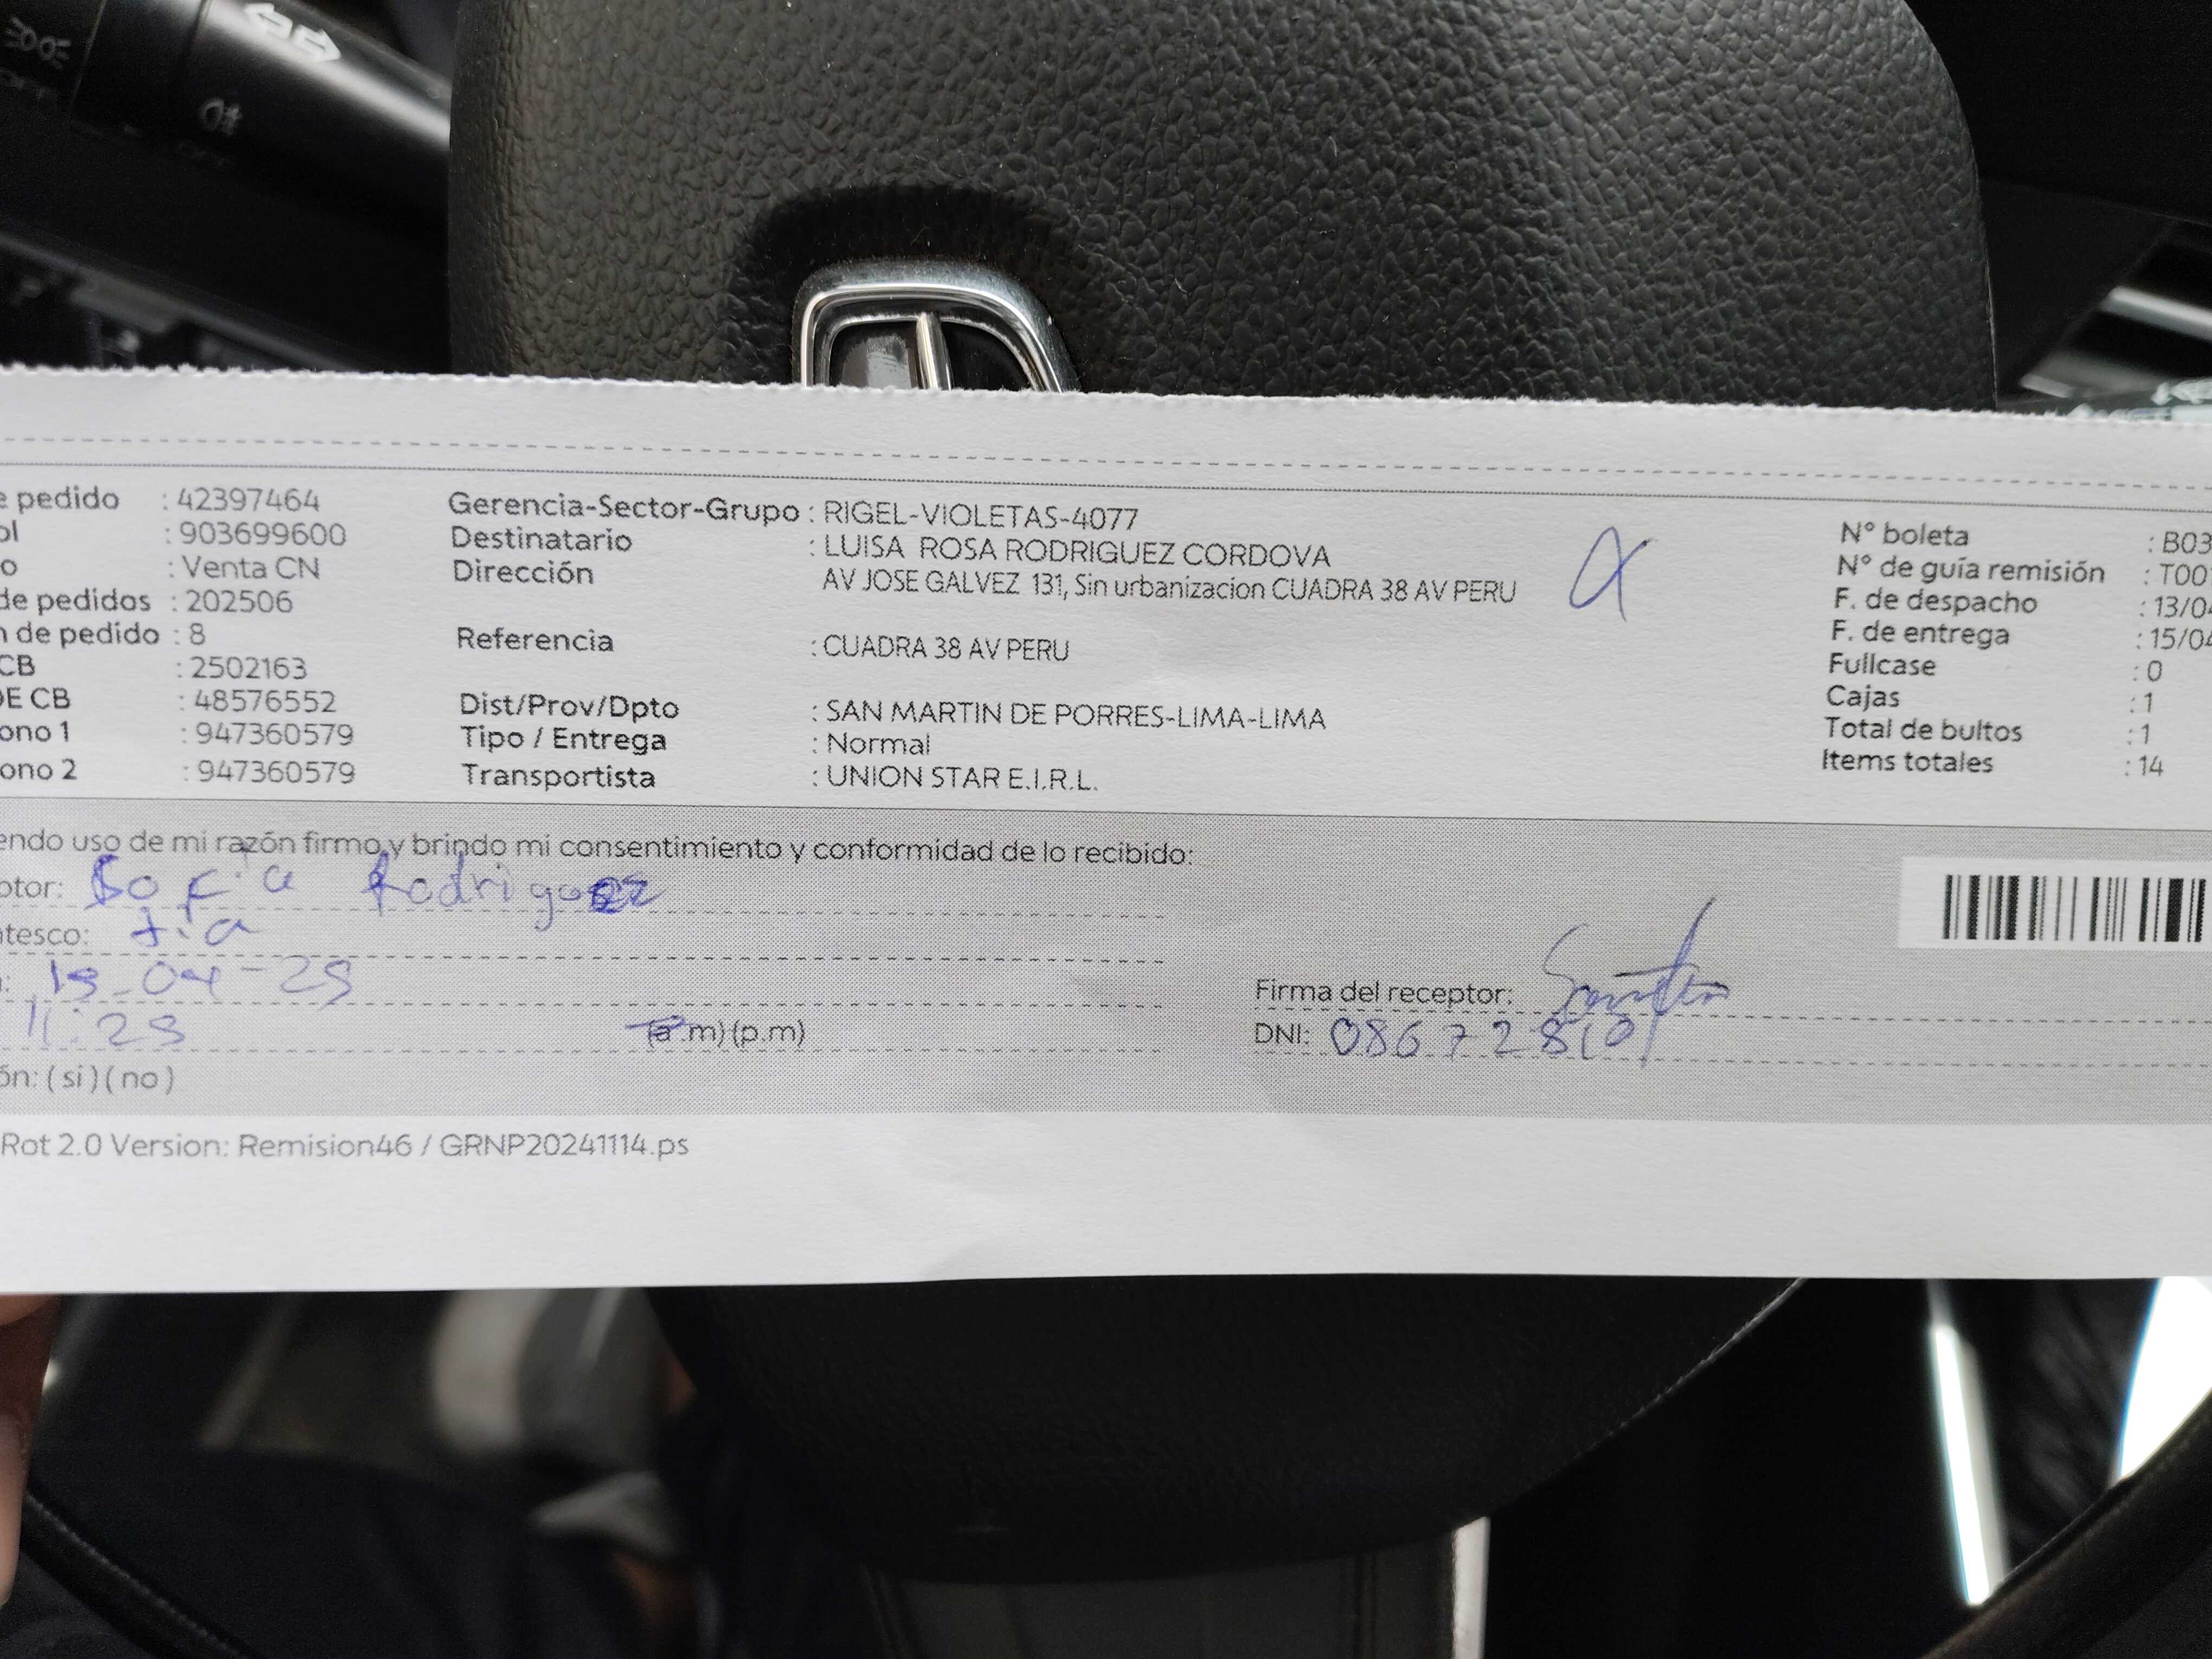 e pedido : 42397464
ol : 903699600
o : Venta CN
de pedidos : 202506
n de pedido : 8
CB : 2502163
DE CB : 48576552
ono 1 : 947360579
ono 2 : 947360579
Gerencia-Sector-Grupo : RIGEL-VIOLETAS-4077
Destinatario : LUISA ROSA RODRIGUEZ CORDOVA
Dirección AV JOSE GALVEZ 131, Sin urbanizacion CUADRA 38 AV PERU
Referencia : CUADRA 38 AV PERU
Dist/Prov/Dpto : SAN MARTIN DE PORRES-LIMA-LIMA
Tipo / Entrega : Normal
Transportista : UNION STAR E.I.R.L.
N° boleta : B03
N° de guía remisión : T00
F. de despacho : 13/04
F. de entrega : 15/04
Fullcase : 0
Cajas : 1
Total de bultos : 1
Items totales : 14
endo uso de mi razón firmo y brindo mi consentimiento y conformidad de lo recibido:
ptor: Sofia Rodriguez
ntesco: tia
: 15-04-25
11:25 (a.m) (p.m)
ón: (si) (no)
Firma del receptor:
DNI: 08672810
Rot 2.0 Version: Remision46 / GRNP20241114.ps